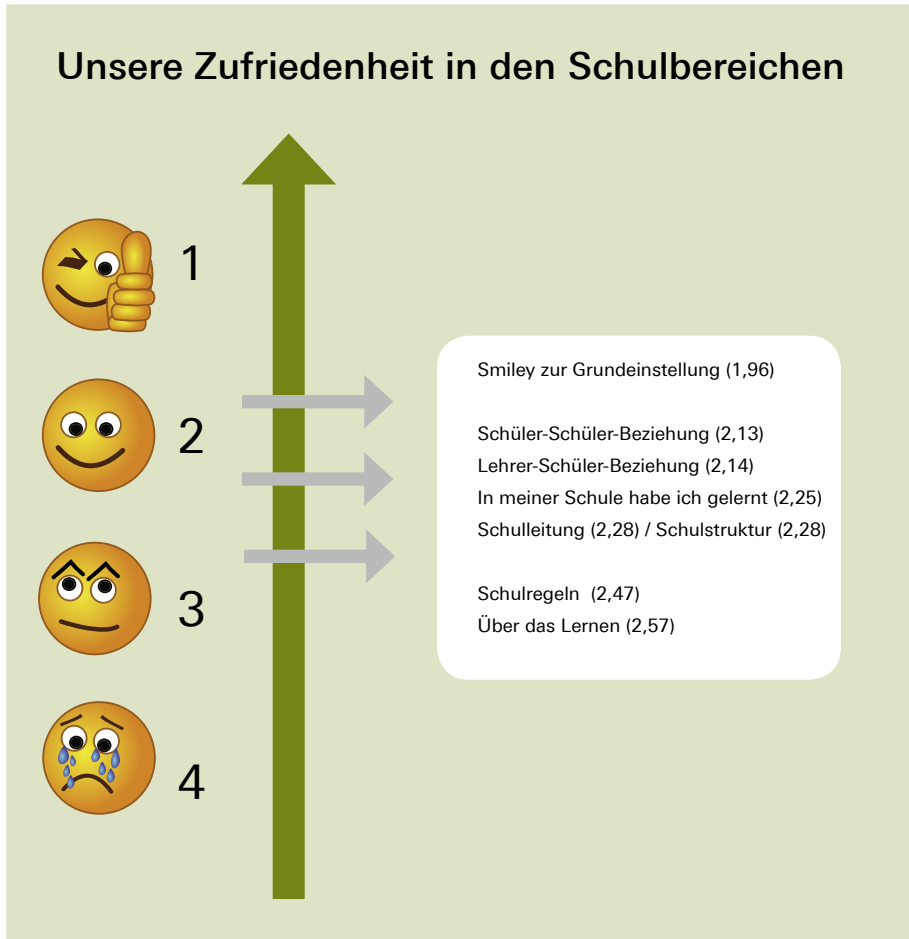 Unsere Zufriedenheit in den Schulbereichen
1
2
3
4
Smiley zur Grundeinstellung (1,96)
Schüler-Schüler-Beziehung (2,13)
Lehrer-Schüler-Beziehung (2,14)
In meiner Schule habe ich gelernt (2,25)
Schulleitung (2,28) / Schulstruktur (2,28)
Schulregeln (2,47)
Über das Lernen (2,57)